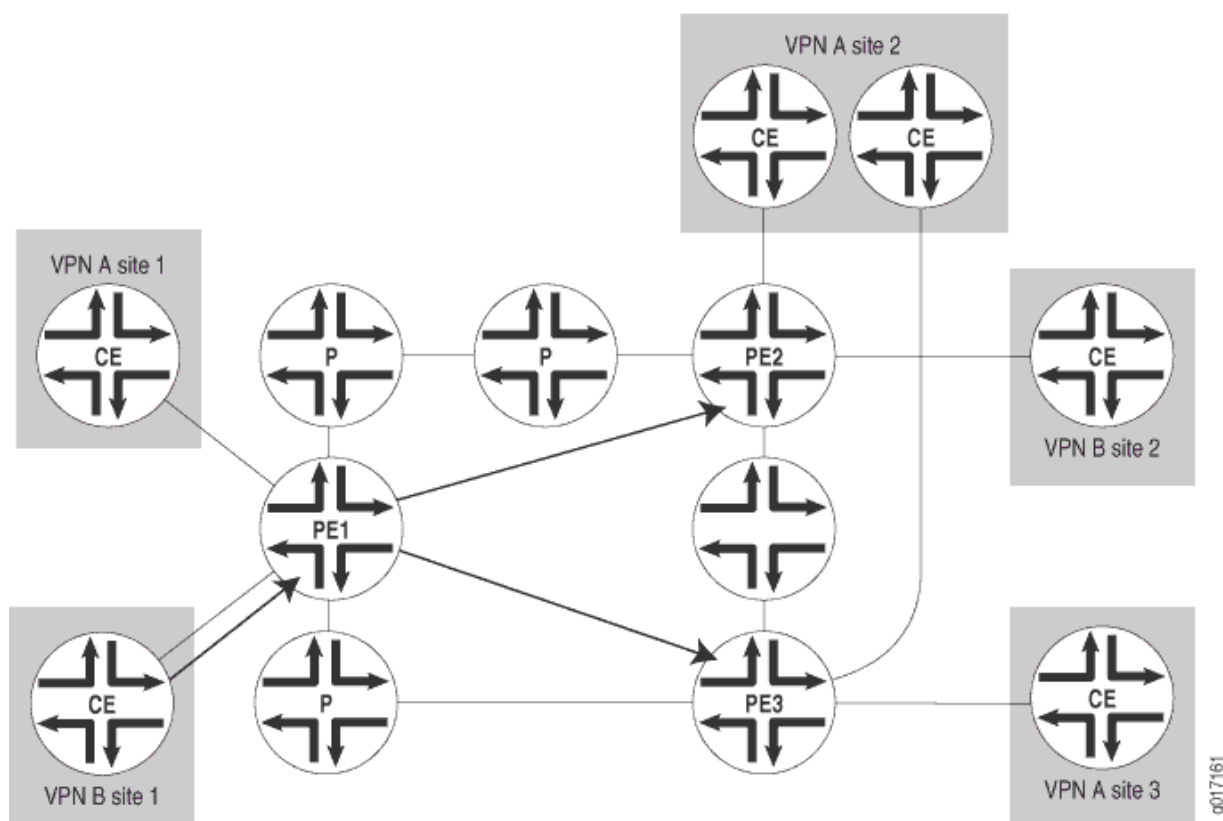 VPN A site 2
CE
CE
VPN A site 1
CE
P
P
PE2
CE
VPN B site 2
PE1
CE
VPN B site 1
P
PE3
CE
VPN A site 3
g017161